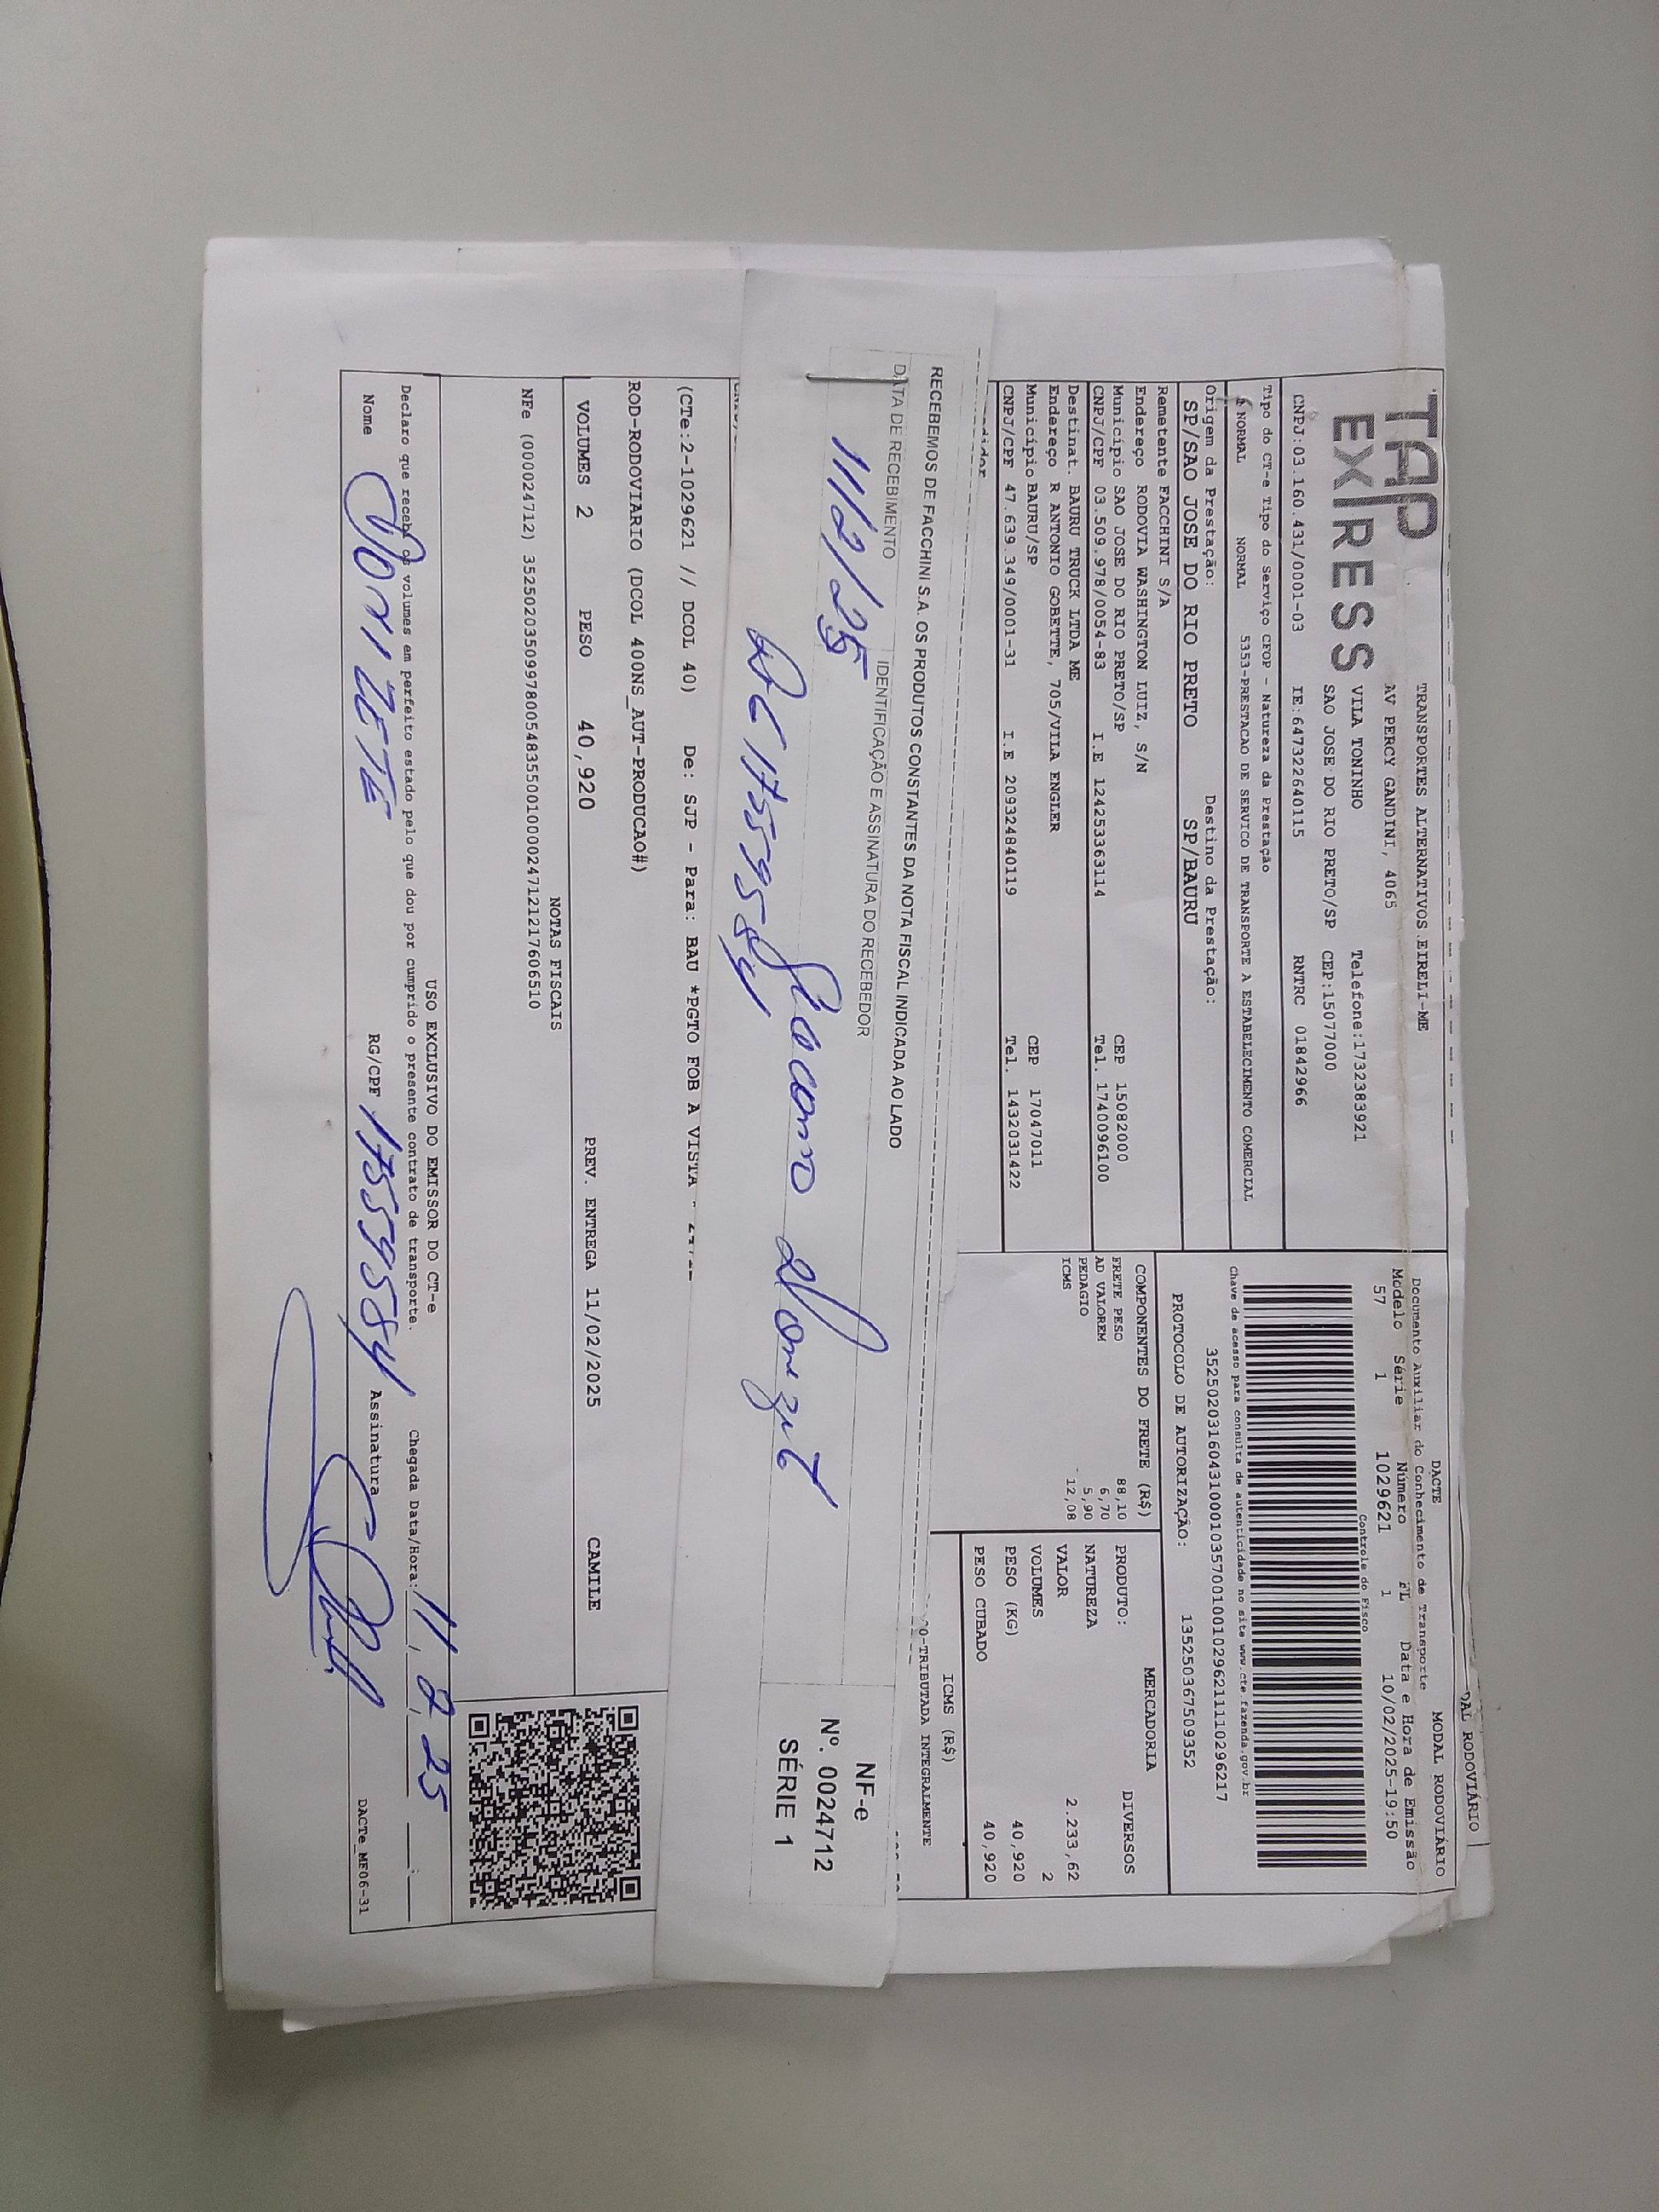 DAL RODOVIÁRIO
TAP
EXPRESS
TRANSPORTES ALTERNATIVOS EIRELI-ME
AV PERCY GANDINI, 4065
VILA TONINHO Telefone:1732383921
SAO JOSE DO RIO PRETO/SP CEP:15077000
CNPJ:03.160.431/0001-03 IE:647322640115 RNTRC 01842966
DACTE MODAL RODOVIÁRIO
Documento Auxiliar do Conhecimento de Transporte
Modelo Série Número FL Data e Hora de Emissão
57 1 1029621 1 10/02/2025-19:50
Controle do Fisco
Chave de acesso para consulta de autenticidade no site www.cte.fazenda.gov.br
35250203160431000103570010010296211110296217
PROTOCOLO DE AUTORIZAÇÃO: 135250367509352
Tipo do CT-e Tipo do Serviço CFOP - Natureza da Prestação
NORMAL NORMAL 5353-PRESTACAO DE SERVICO DE TRANSPORTE A ESTABELECIMENTO COMERCIAL
Origem da Prestação: Destino da Prestação:
SP/SAO JOSE DO RIO PRETO SP/BAURU
Remetente FACCHINI S/A
Endereço RODOVIA WASHINGTON LUIZ, S/N
Município SAO JOSE DO RIO PRETO/SP CEP 15082000
CNPJ/CPF 03.509.978/0054-83 I.E 124253363114 Tel. 1740096100
Destinat. BAURU TRUCK LTDA ME
Endereço R ANTONIO GOBETTE, 705/VILA ENGLER
Município BAURU/SP CEP 17047011
CNPJ/CPF 47.639.349/0001-31 I.E 209324840119 Tel. 1432031422
COMPONENTES DO FRETE (R$)
FRETE PESO 88,10
AD VALOREM 6,70
PEDAGIO 5,90
ICMS 12,08
MERCADORIA
PRODUTO: DIVERSOS
NATUREZA
VALOR 2.233,62
VOLUMES 2
PESO (KG) 40,920
PESO CUBADO 40,920
ICMS (R$)
O-TRIBUTADA INTEGRALMENTE
RECEBEMOS DE FACCHINI S.A. OS PRODUTOS CONSTANTES DA NOTA FISCAL INDICADA AO LADO
DATA DE RECEBIMENTO IDENTIFICAÇÃO E ASSINATURA DO RECEBEDOR
11/2/25
17559584
NF-e
Nº. 0024712
SÉRIE 1
(CTe:2-1029621 // DCOL 40) De: SJP - Para: BAU *PGTO FOB A VISTA -
ROD-RODOVIARIO (DCOL 400NS_AUT-PRODUCAO#)
VOLUMES 2 PESO 40,920 PREV. ENTREGA 11/02/2025 CAMILE
NOTAS FISCAIS
NFe (000024712) 35250203509978005483550010000247121217606510
USO EXCLUSIVO DO EMISSOR DO CT-e
Declaro que recebi os volumes em perfeito estado pelo que dou por cumprido o presente contrato de transporte. Chegada Data/Hora: 11, 2, 25
Nome DONIZETE RG/CPF 17559584 Assinatura
DACTe_MF06-31